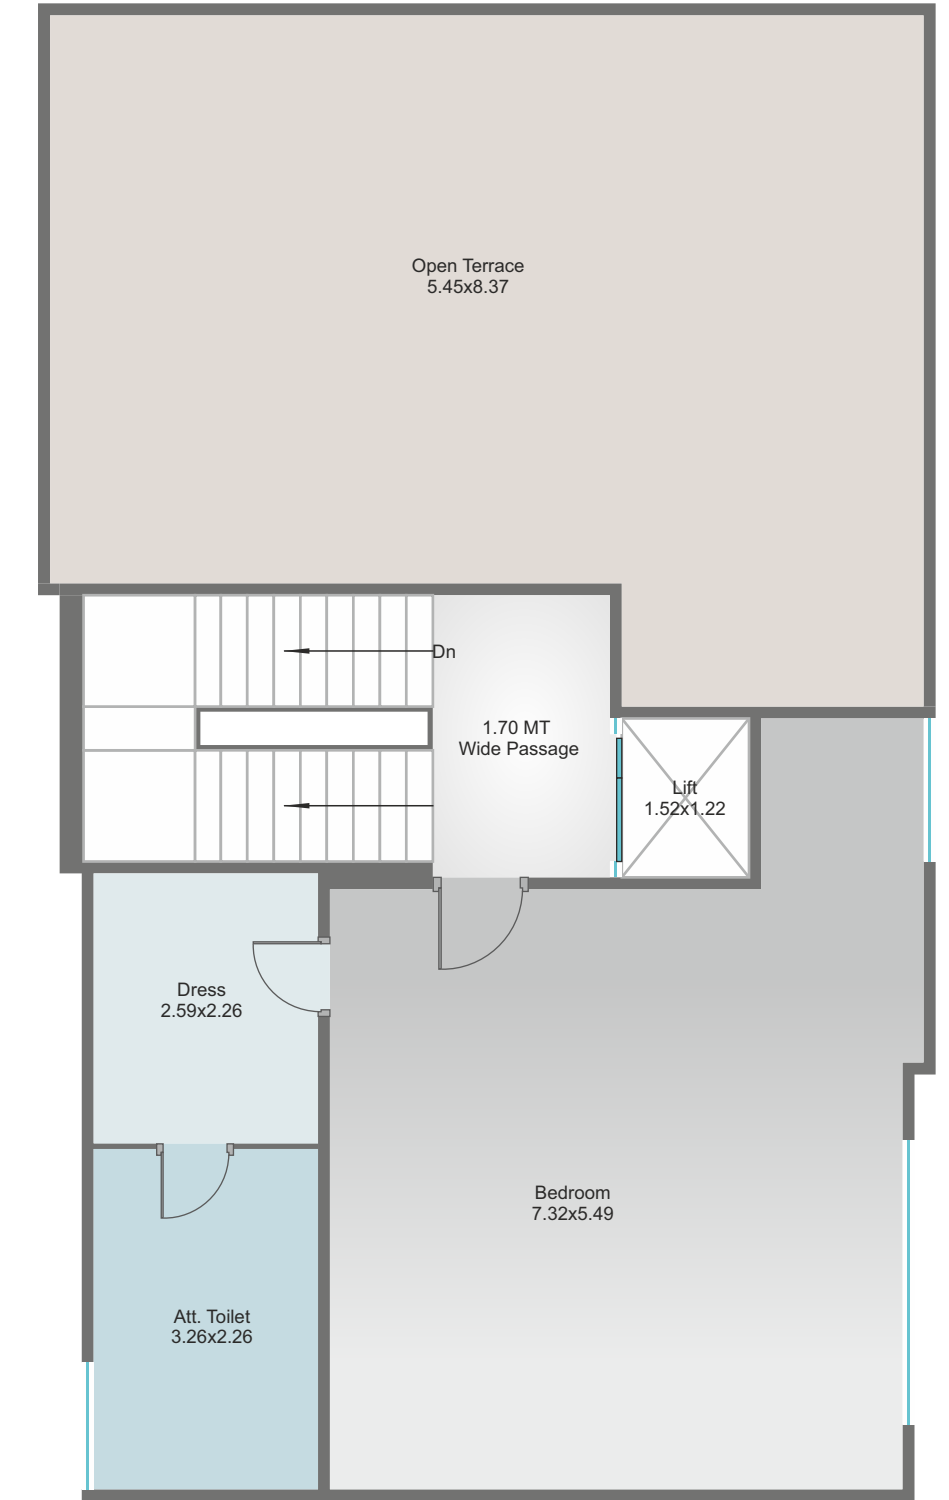 Open Terrace
5.45x8.37
Dn
1.70 MT
Wide Passage
Lift
1.52x1.22
Dress
2.59x2.26
Bedroom
7.32x5.49
Att. Toilet
3.26x2.26